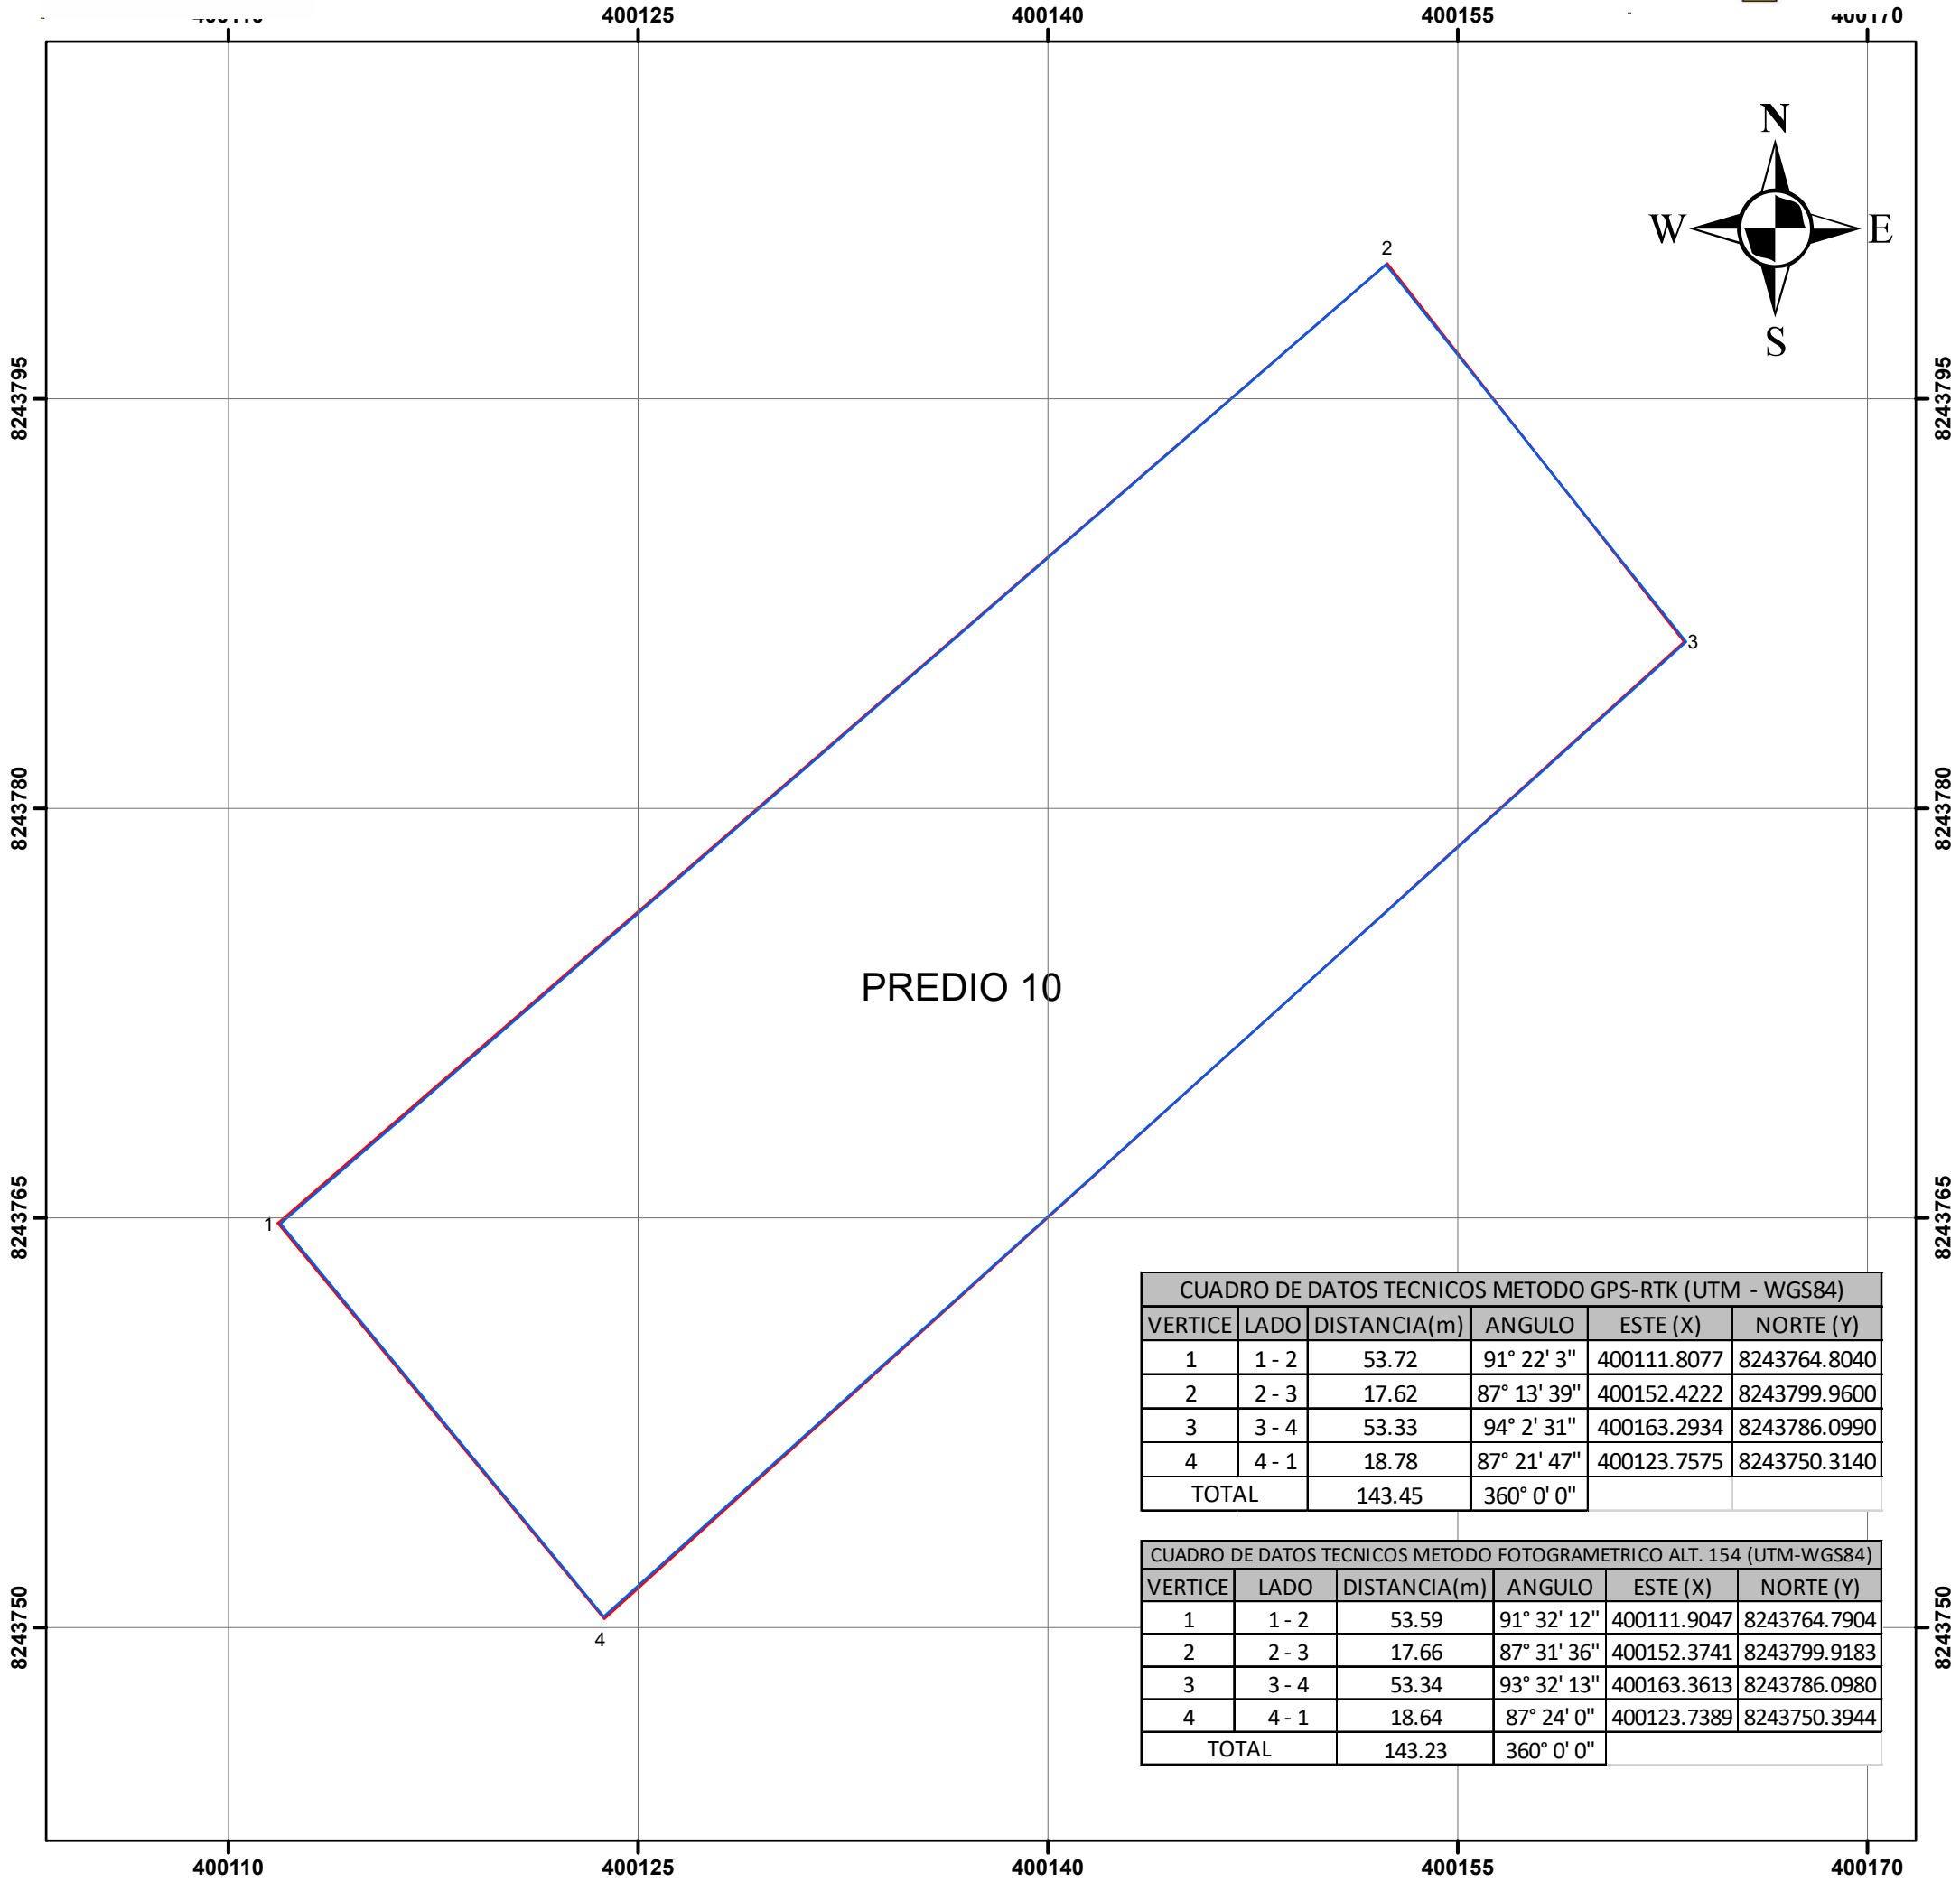 400110 400125 400140 400155 400170
N
W E
S
2
8243795 8243795
3
8243780 8243780
PREDIO 10
8243765 8243765
1
CUADRO DE DATOS TECNICOS METODO GPS-RTK (UTM - WGS84)
VERTICE LADO DISTANCIA(m) ANGULO ESTE (X) NORTE (Y)
1 1 - 2 53.72 91° 22' 3" 400111.8077 8243764.8040
2 2 - 3 17.62 87° 13' 39" 400152.4222 8243799.9600
3 3 - 4 53.33 94° 2' 31" 400163.2934 8243786.0990
4 4 - 1 18.78 87° 21' 47" 400123.7575 8243750.3140
TOTAL 143.45 360° 0' 0"
CUADRO DE DATOS TECNICOS METODO FOTOGRAMETRICO ALT. 154 (UTM-WGS84)
VERTICE LADO DISTANCIA(m) ANGULO ESTE (X) NORTE (Y)
1 1 - 2 53.59 91° 32' 12" 400111.9047 8243764.7904
2 2 - 3 17.66 87° 31' 36" 400152.3741 8243799.9183
3 3 - 4 53.34 93° 32' 13" 400163.3613 8243786.0980
4 4 - 1 18.64 87° 24' 0" 400123.7389 8243750.3944
TOTAL 143.23 360° 0' 0"
8243750 8243750
4
400110 400125 400140 400155 400170